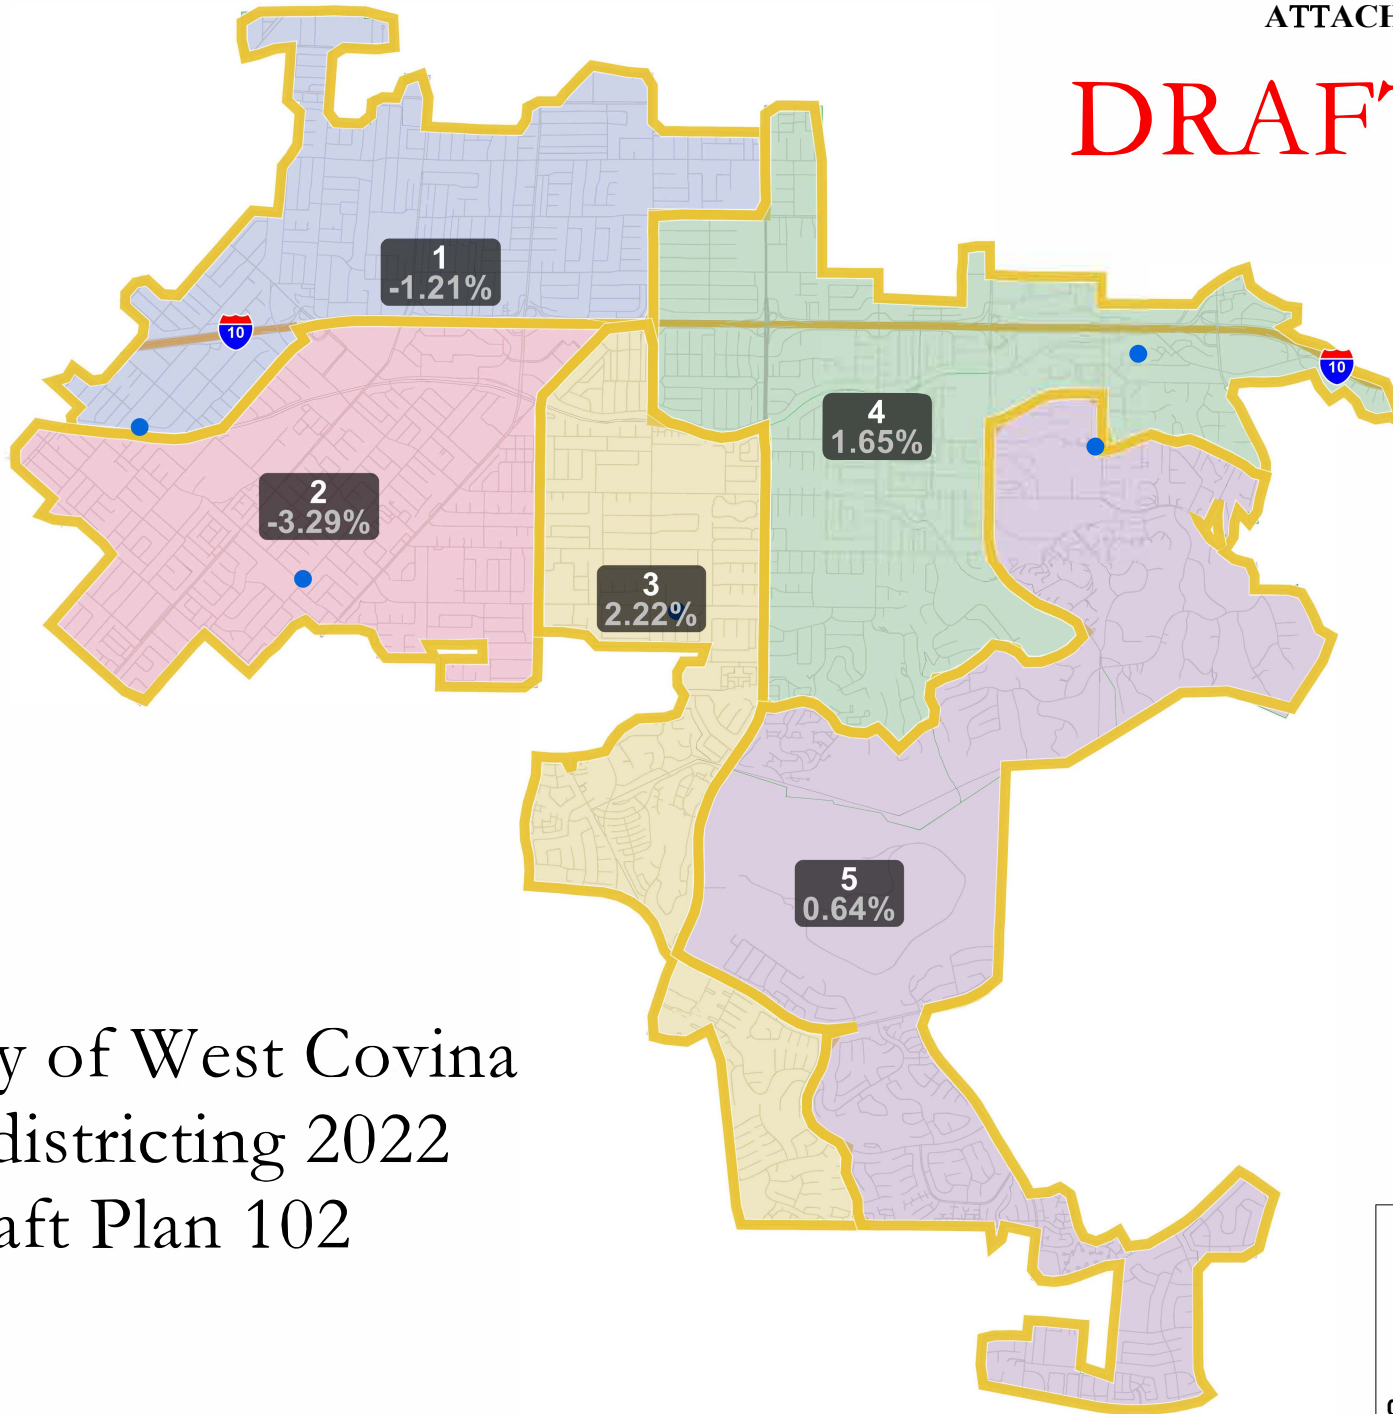 ATTACH
DRAF
1
-1.21%
10
10
4
1.65%
2
-3.29%
3
2.22%
5
0.64%
y of West Covina
districting 2022
aft Plan 102